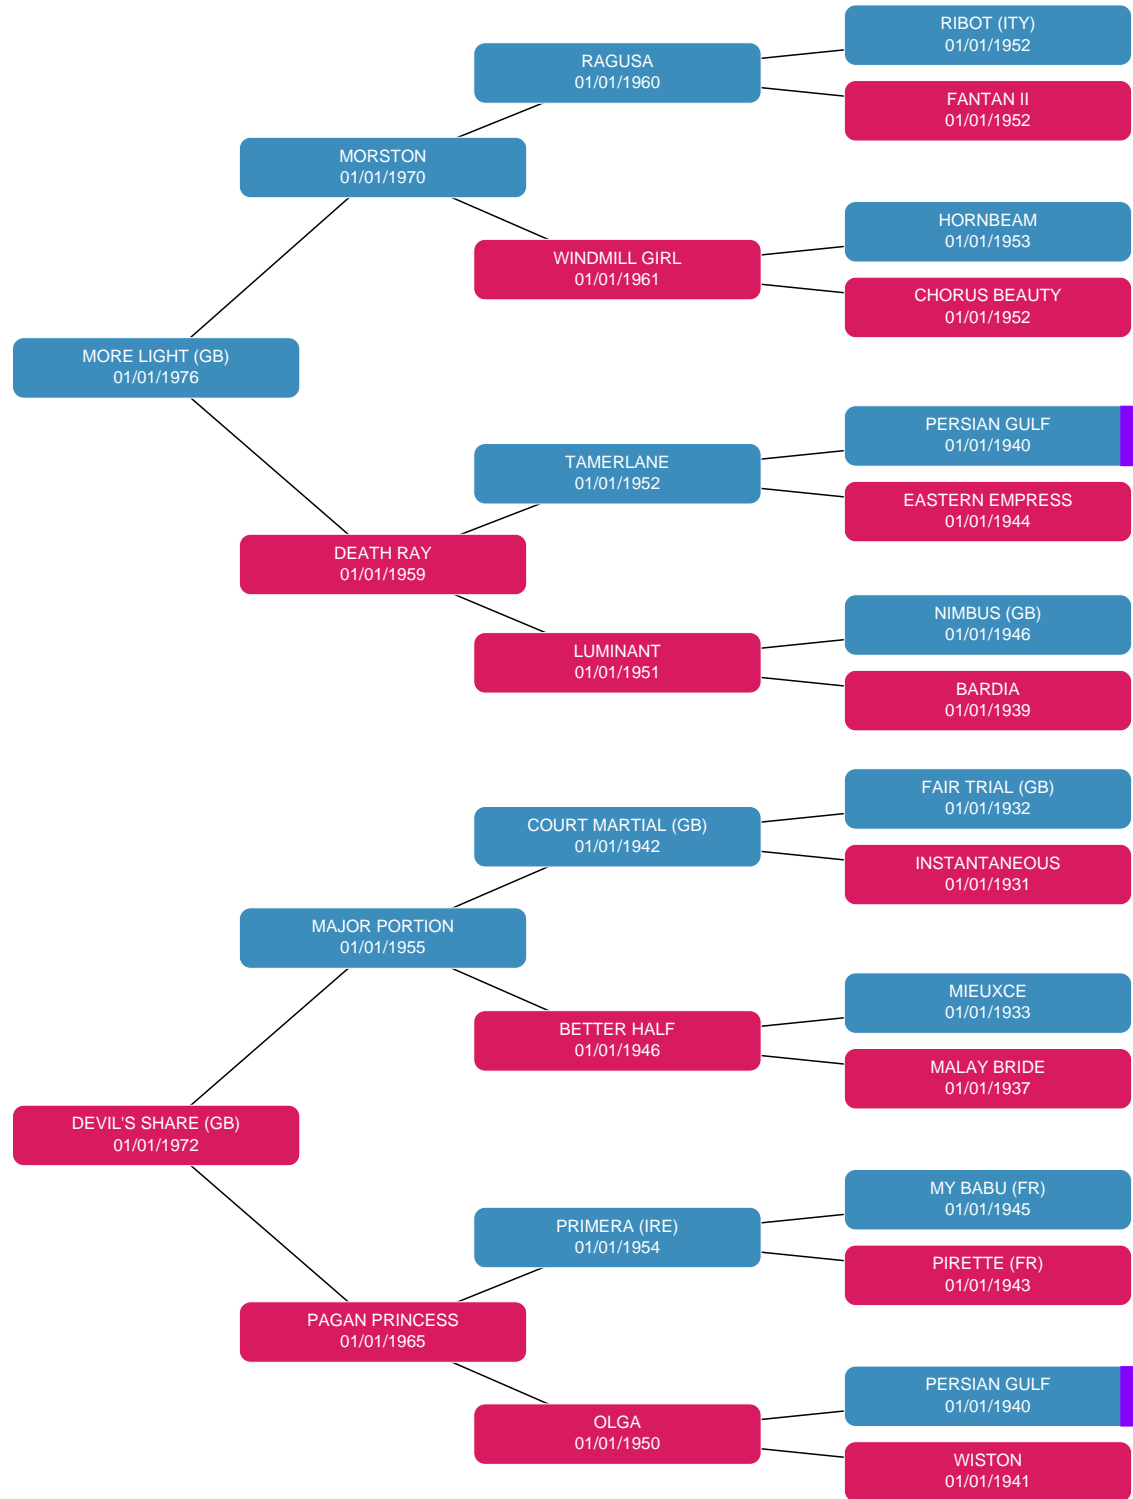 RIBOT (ITY)
01/01/1952
RAGUSA
01/01/1960
FANTAN II
01/01/1952
MORSTON
01/01/1970
HORNBEAM
01/01/1953
WINDMILL GIRL
01/01/1961
CHORUS BEAUTY
01/01/1952
MORE LIGHT (GB)
01/01/1976
PERSIAN GULF
01/01/1940
TAMERLANE
01/01/1952
EASTERN EMPRESS
01/01/1944
DEATH RAY
01/01/1959
NIMBUS (GB)
01/01/1946
LUMINANT
01/01/1951
BARDIA
01/01/1939
FAIR TRIAL (GB)
01/01/1932
COURT MARTIAL (GB)
01/01/1942
INSTANTANEOUS
01/01/1931
MAJOR PORTION
01/01/1955
MIEUXCE
01/01/1933
BETTER HALF
01/01/1946
MALAY BRIDE
01/01/1937
DEVIL'S SHARE (GB)
01/01/1972
MY BABU (FR)
01/01/1945
PRIMERA (IRE)
01/01/1954
PIRETTE (FR)
01/01/1943
PAGAN PRINCESS
01/01/1965
PERSIAN GULF
01/01/1940
OLGA
01/01/1950
WISTON
01/01/1941